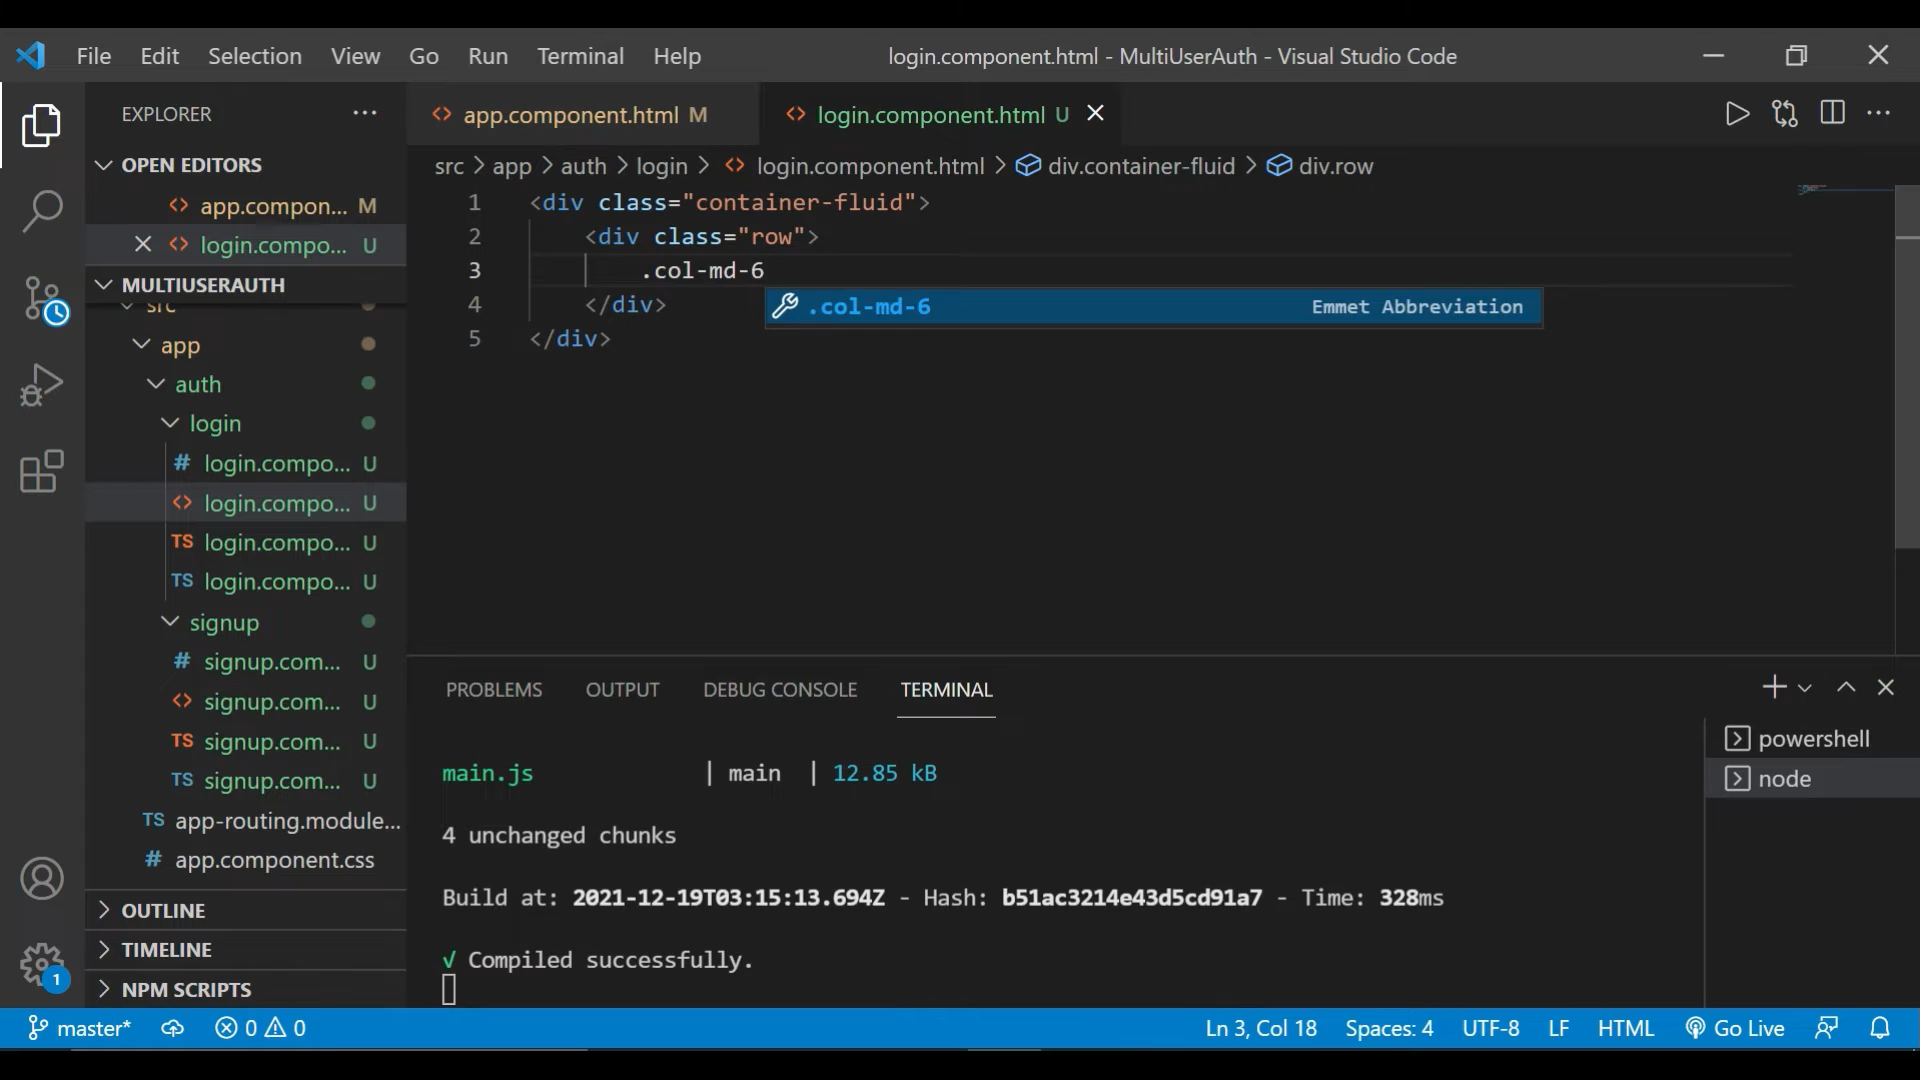 File Edit Selection View Go Run Terminal Help login.component.html - MultiUserAuth - Visual Studio Code
EXPLORER
OPEN EDITORS
app.compon... M
login.compo... U
MULTIUSERAUTH
src
app
auth
login
login.compo... U
login.compo... U
TS login.compo... U
TS login.compo... U
signup
signup.com... U
signup.com... U
TS signup.com... U
TS signup.com... U
TS app-routing.module...
app.component.css
OUTLINE
TIMELINE
NPM SCRIPTS
1
app.component.html M login.component.html U
src > app > auth > login > login.component.html > div.container-fluid > div.row
1 <div class="container-fluid">
2 <div class="row">
3 .col-md-6
.col-md-6 Emmet Abbreviation
4 </div>
5 </div>
PROBLEMS OUTPUT DEBUG CONSOLE TERMINAL
main.js | main | 12.85 kB
4 unchanged chunks
Build at: 2021-12-19T03:15:13.694Z - Hash: b51ac3214e43d5cd91a7 - Time: 328ms
√ Compiled successfully.
powershell
node
master* 0 0 Ln 3, Col 18 Spaces: 4 UTF-8 LF HTML Go Live